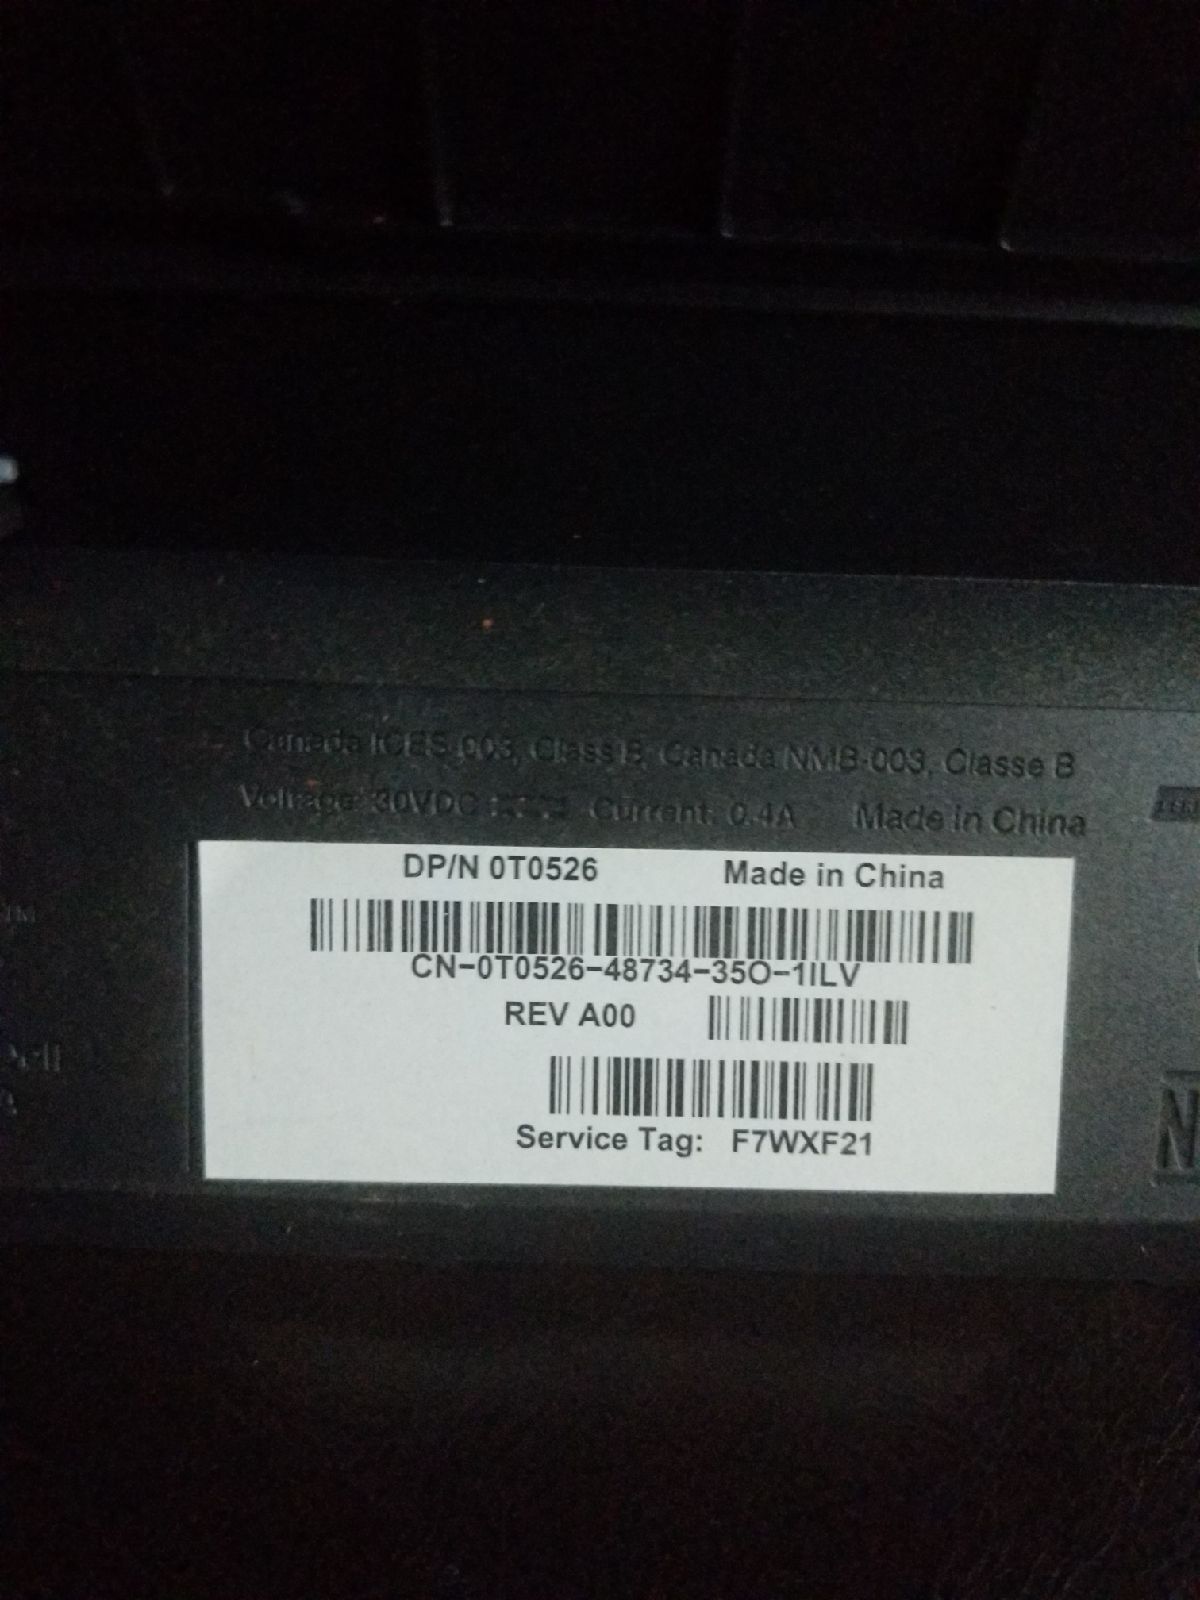 Canada ICES-003, Class B, Canada NMB-003, Classe B
Voltage: 30VDC Current: 0.4A Made in China
DP/N 0T0526 Made in China
CN-0T0526-48734-35O-1ILV
REV A00
Service Tag: F7WXF21
TM